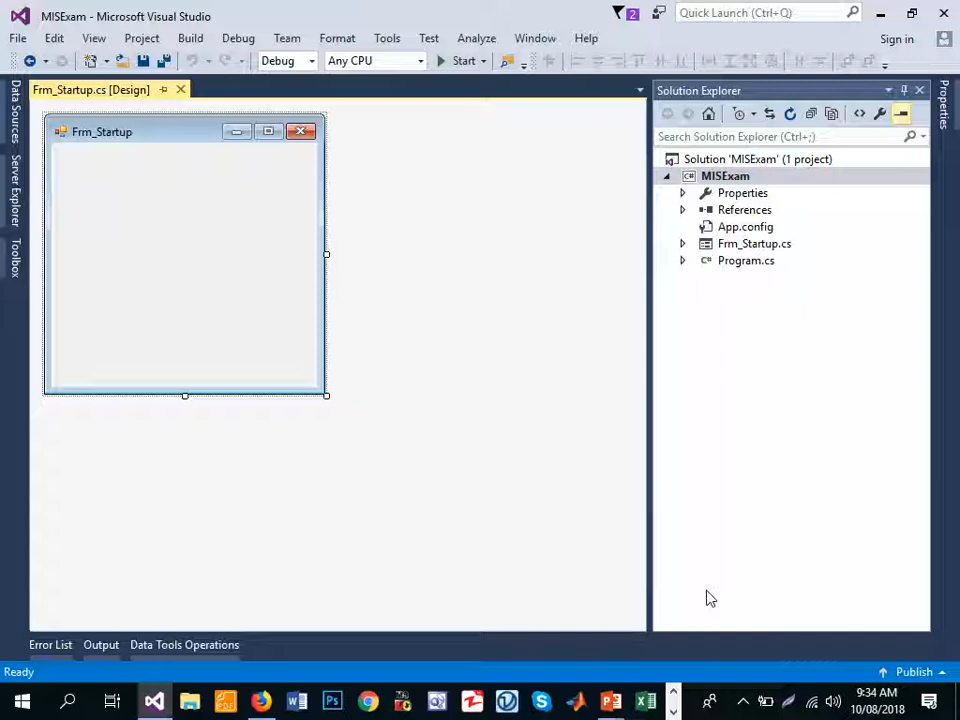 MISExam - Microsoft Visual Studio
2
Quick Launch (Ctrl+Q)
File Edit View Project Build Debug Team Format Tools Test Analyze Window Help
Sign in
Debug Any CPU Start
Frm_Startup.cs [Design]
Solution Explorer
Frm_Startup
Search Solution Explorer (Ctrl+;)
Solution 'MISExam' (1 project)
C# MISExam
Properties
References
App.config
Frm_Startup.cs
C# Program.cs
Data Sources
Server Explorer
Toolbox
Properties
Error List Output Data Tools Operations
Ready
Publish
9:34 AM
10/08/2018